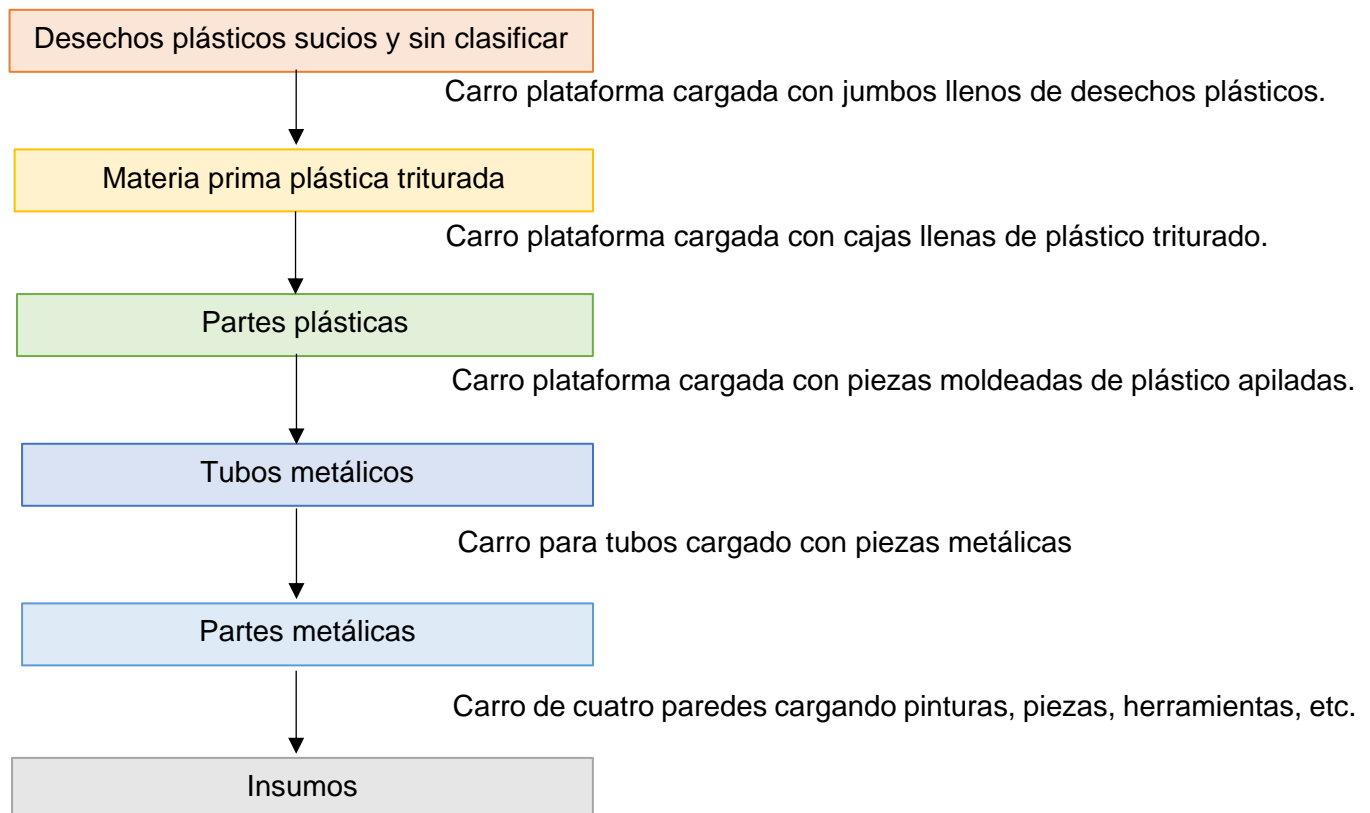 Desechos plásticos sucios y sin clasificar
Carro plataforma cargada con jumbos llenos de desechos plásticos.
Materia prima plástica triturada
Carro plataforma cargada con cajas llenas de plástico triturado.
Partes plásticas
Carro plataforma cargada con piezas moldeadas de plástico apiladas.
Tubos metálicos
Carro para tubos cargado con piezas metálicas
Partes metálicas
Carro de cuatro paredes cargando pinturas, piezas, herramientas, etc.
Insumos